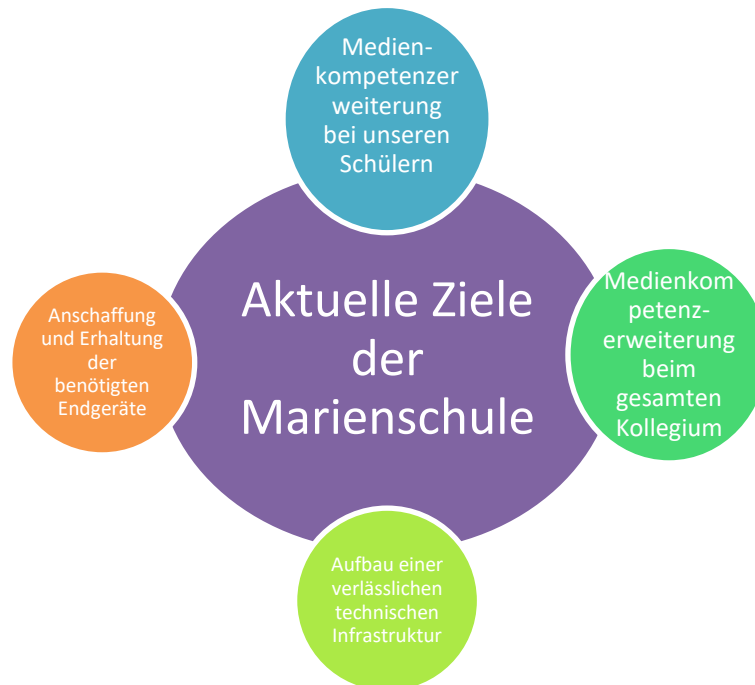 Medien-
kompetenzer
weiterung
bei unseren
Schülern
Aktuelle Ziele
der
Marienschule
Medienkom
petenz-
erweiterung
beim
gesamten
Kollegium
Anschaffung
und Erhaltung
der
benötigten
Endgeräte
Aufbau einer
verlässlichen
technischen
Infrastruktur